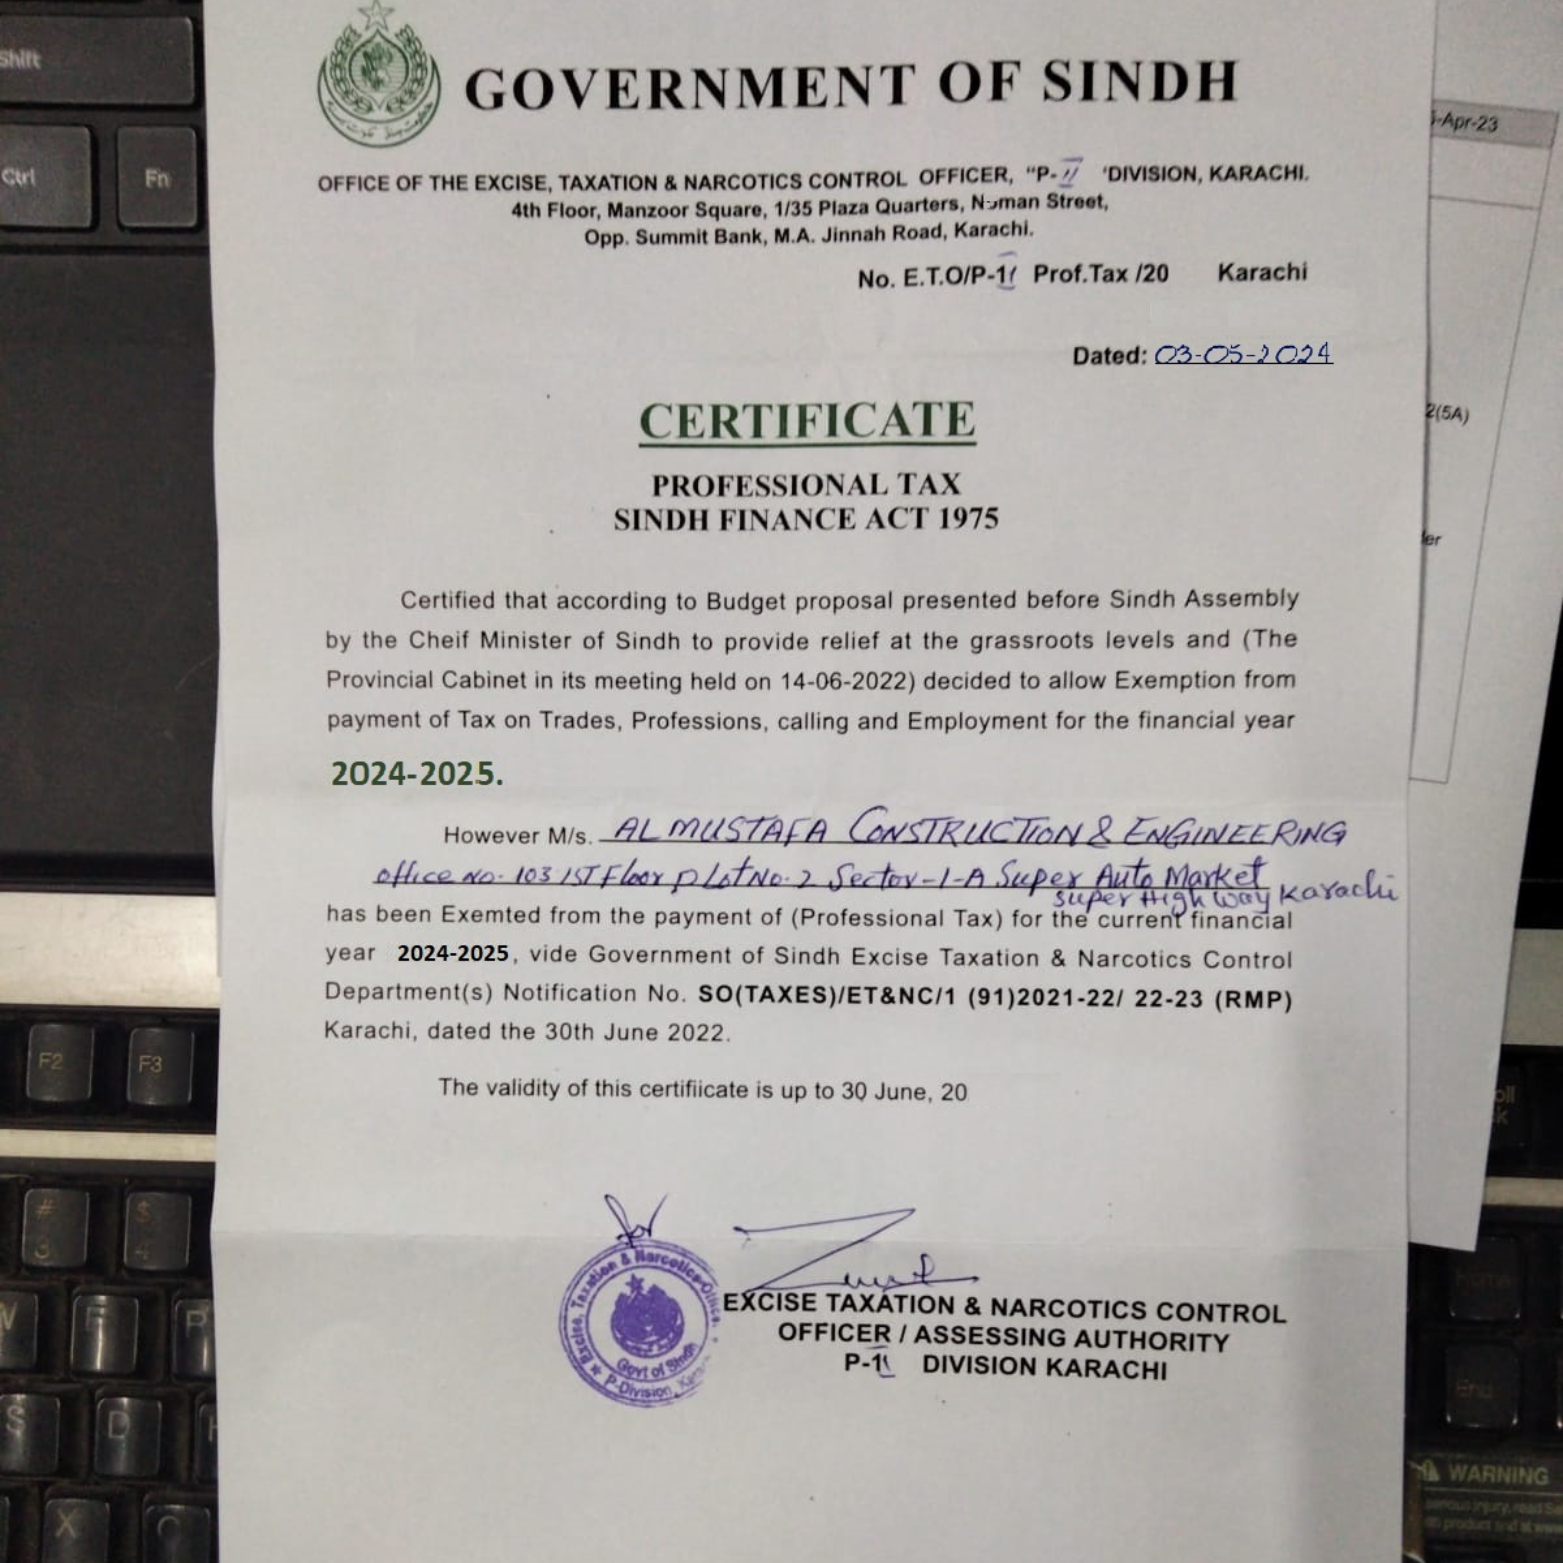 GOVERNMENT OF SINDH
OFFICE OF THE EXCISE, TAXATION & NARCOTICS CONTROL OFFICER, "P-II 'DIVISION, KARACHI.
4th Floor, Manzoor Square, 1/35 Plaza Quarters, Noman Street,
Opp. Summit Bank, M.A. Jinnah Road, Karachi.
No. E.T.O/P-II Prof.Tax /20 Karachi
Dated: 03-05-2024
CERTIFICATE
PROFESSIONAL TAX
SINDH FINANCE ACT 1975
Certified that according to Budget proposal presented before Sindh Assembly
by the Cheif Minister of Sindh to provide relief at the grassroots levels and (The
Provincial Cabinet in its meeting held on 14-06-2022) decided to allow Exemption from
payment of Tax on Trades, Professions, calling and Employment for the financial year
2024-2025.
However M/s. AL MUSTAFA CONSTRUCTION & ENGINEERING
office no. 103 1ST Floor pLot No. 2 Sector-1-A Super Auto Market
super High way Karachi
has been Exemted from the payment of (Professional Tax) for the current financial
year 2024-2025, vide Government of Sindh Excise Taxation & Narcotics Control
Department(s) Notification No. SO(TAXES)/ET&NC/1 (91)2021-22/ 22-23 (RMP)
Karachi, dated the 30th June 2022.
The validity of this certifiicate is up to 30 June, 20
for
EXCISE TAXATION & NARCOTICS CONTROL
OFFICER / ASSESSING AUTHORITY
P-II DIVISION KARACHI
Excise, Taxation & Narcotics Office
Govt of Sindh
P-Division,
-Apr-23
2(5A)
Shift
Ctrl
Fn
F2
F3
#
3
$
4
S
D
X
Home
End
WARNING